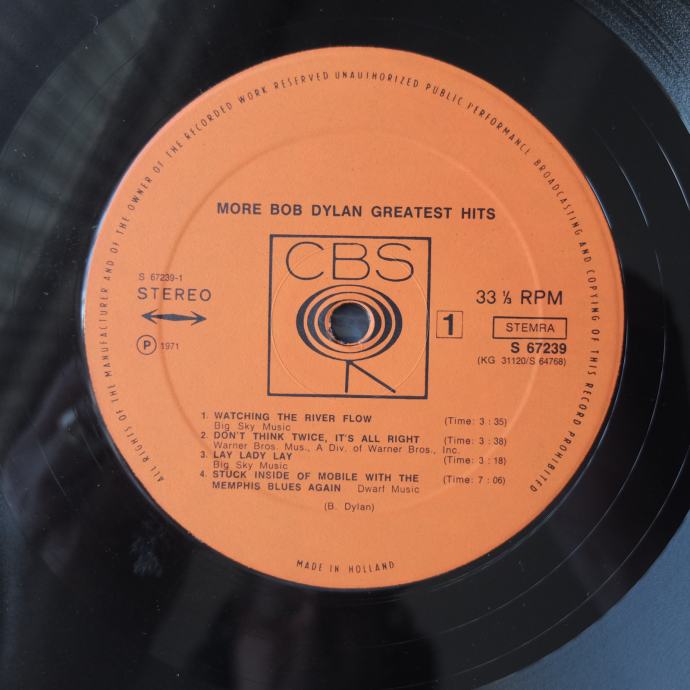 ALL RIGHTS OF THE MANUFACTURER AND OF THE OWNER OF THE RECORDED WORK RESERVED UNAUTHORIZED PUBLIC PERFORMANCE BROADCASTING AND COPYING OF THIS RECORD PROHIBITED
MORE BOB DYLAN GREATEST HITS
CBS
S 67239-1
STEREO
P 1971
33 ⅓ RPM
1
STEMRA
S 67239
(KG 31120/S 64768)
1. WATCHING THE RIVER FLOW (Time: 3 : 35)
Big Sky Music
2. DON'T THINK TWICE, IT'S ALL RIGHT (Time: 3 : 38)
Warner Bros. Mus., A Div. of Warner Bros., Inc.
3. LAY LADY LAY (Time: 3 : 18)
Big Sky Music
4. STUCK INSIDE OF MOBILE WITH THE (Time: 7 : 06)
MEMPHIS BLUES AGAIN Dwarf Music
(B. Dylan)
MADE IN HOLLAND